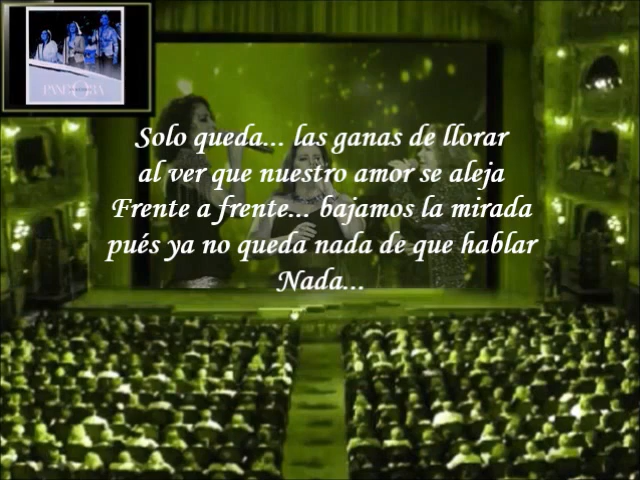 PANDORA
Solo queda... las ganas de llorar
al ver que nuestro amor se aleja
Frente a frente... bajamos la mirada
pués ya no queda nada de que hablar
Nada...